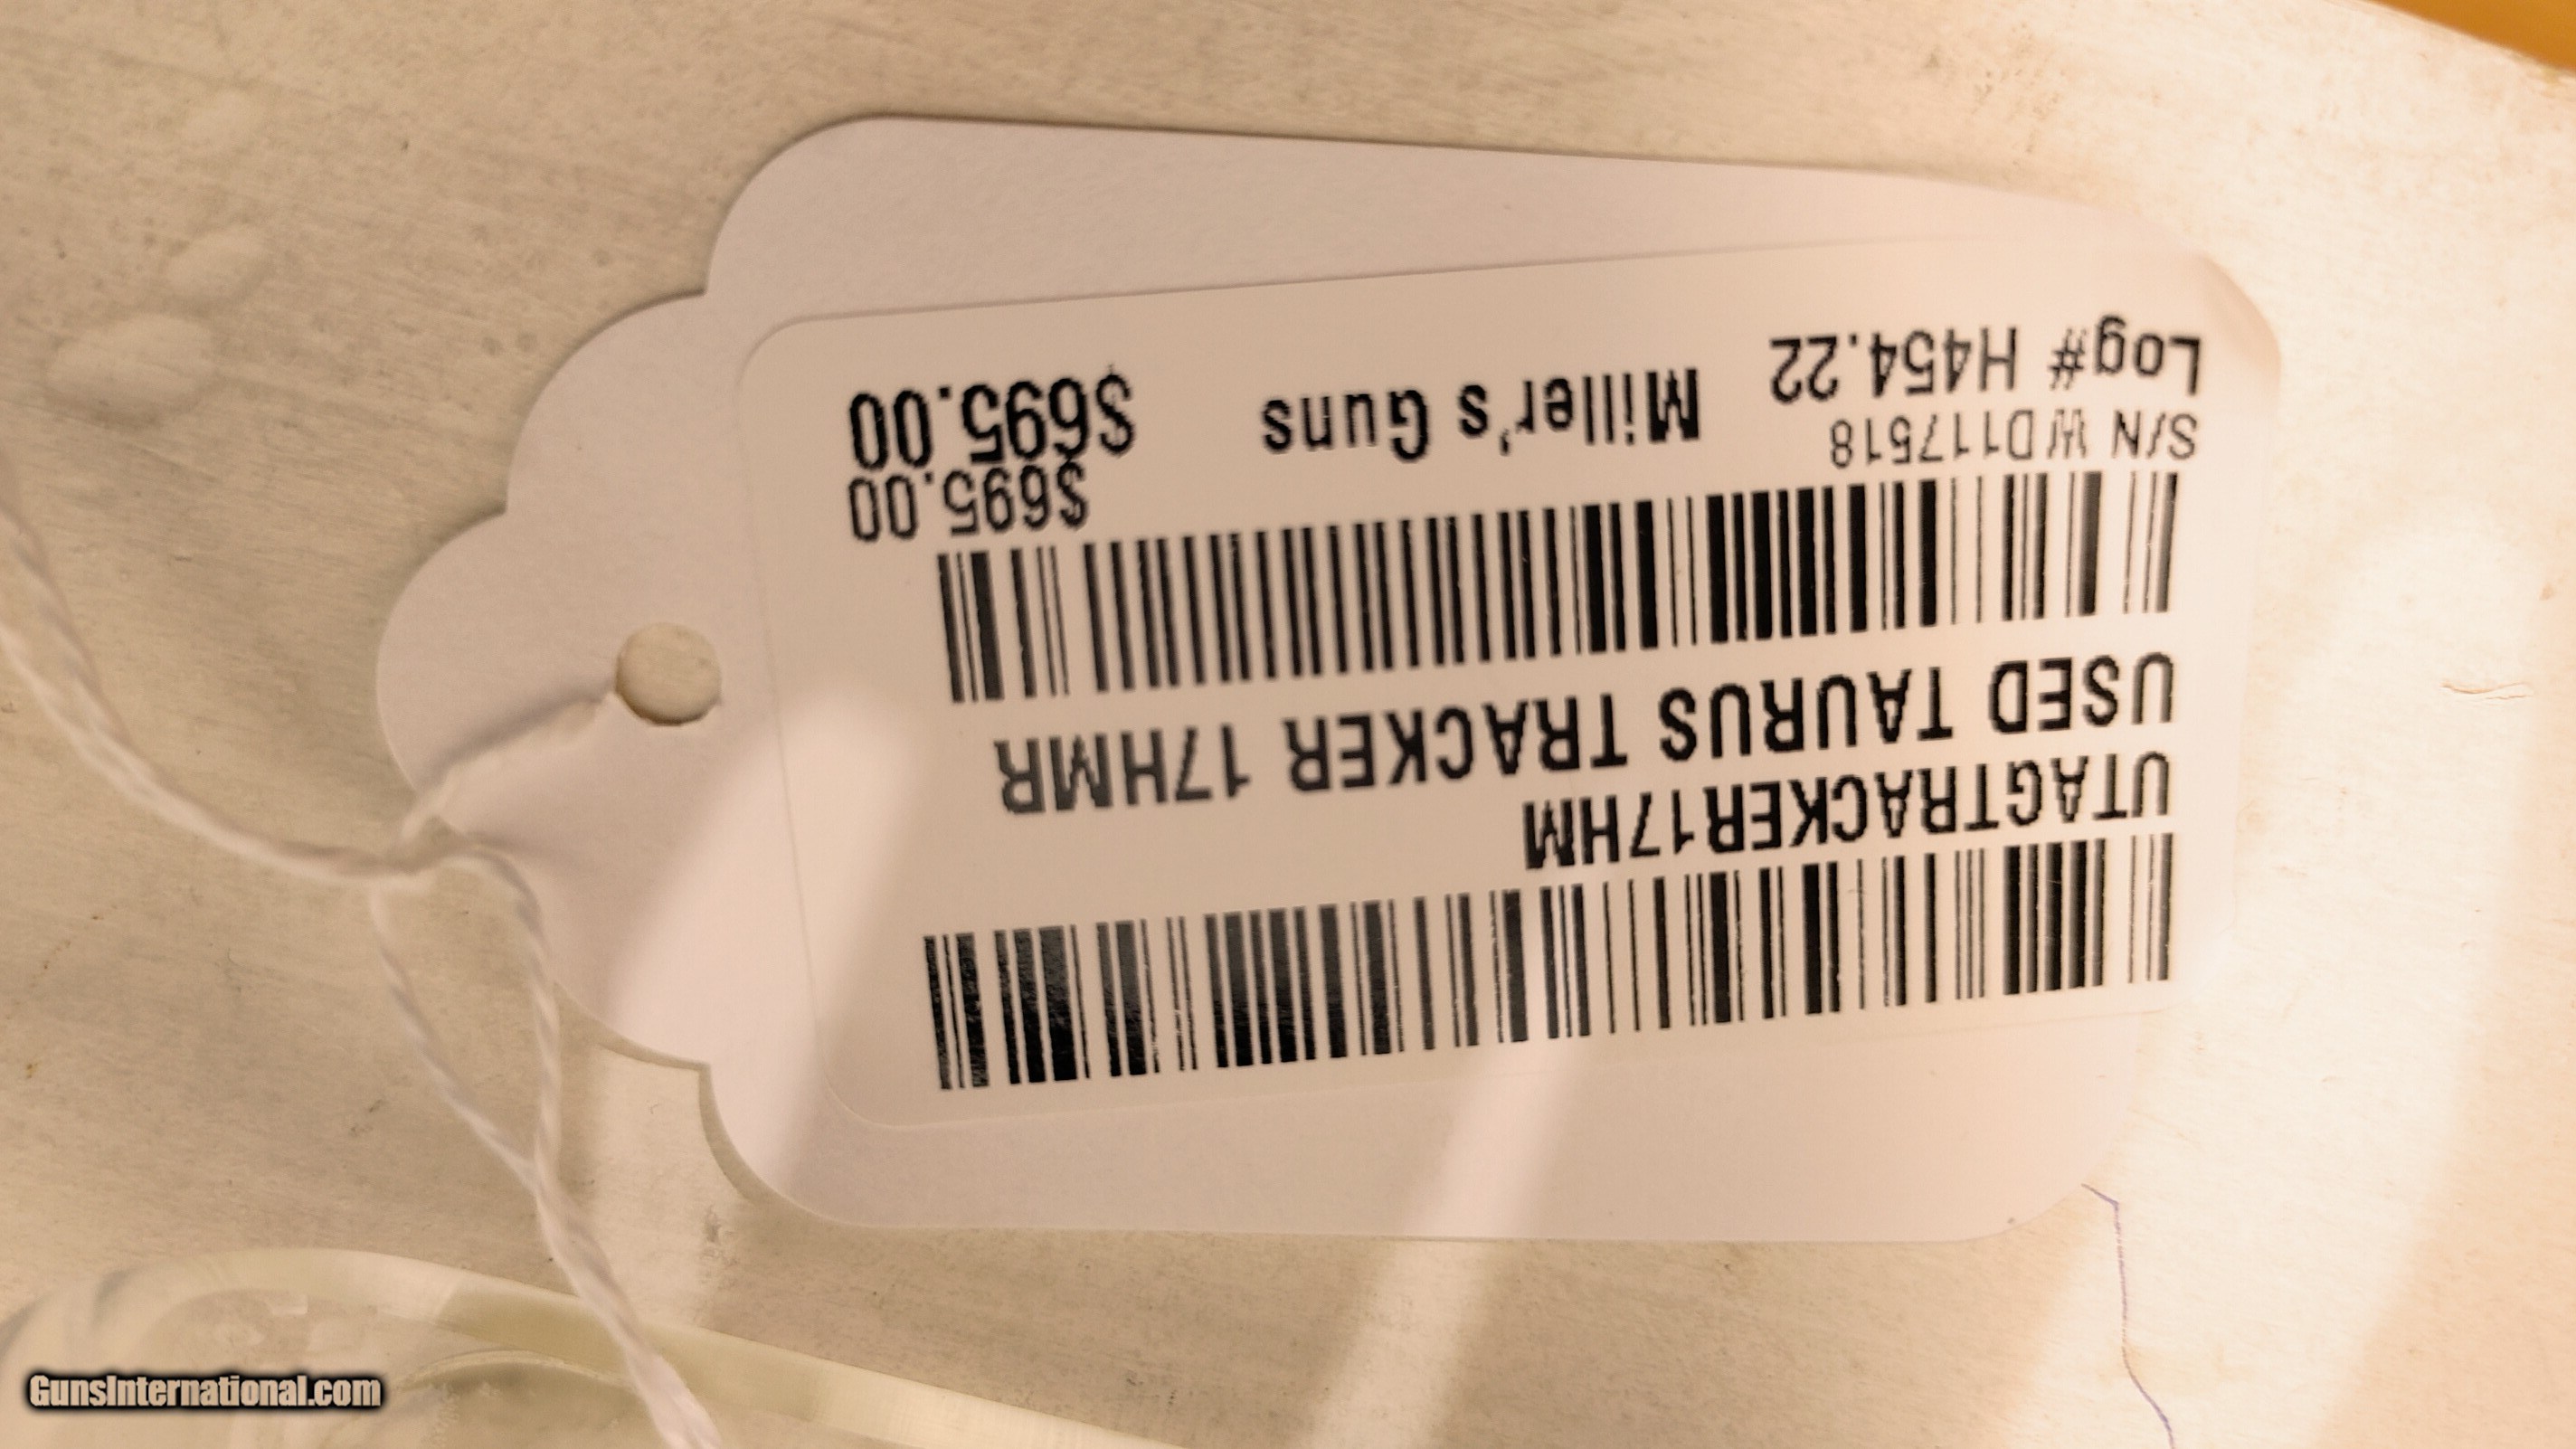 UTAGTRACKER17HM
USED TAURUS TRACKER 17HMR
S/N WD117518 $695.00
Log# H454.22 Miller's Guns $695.00
GunsInternational.com